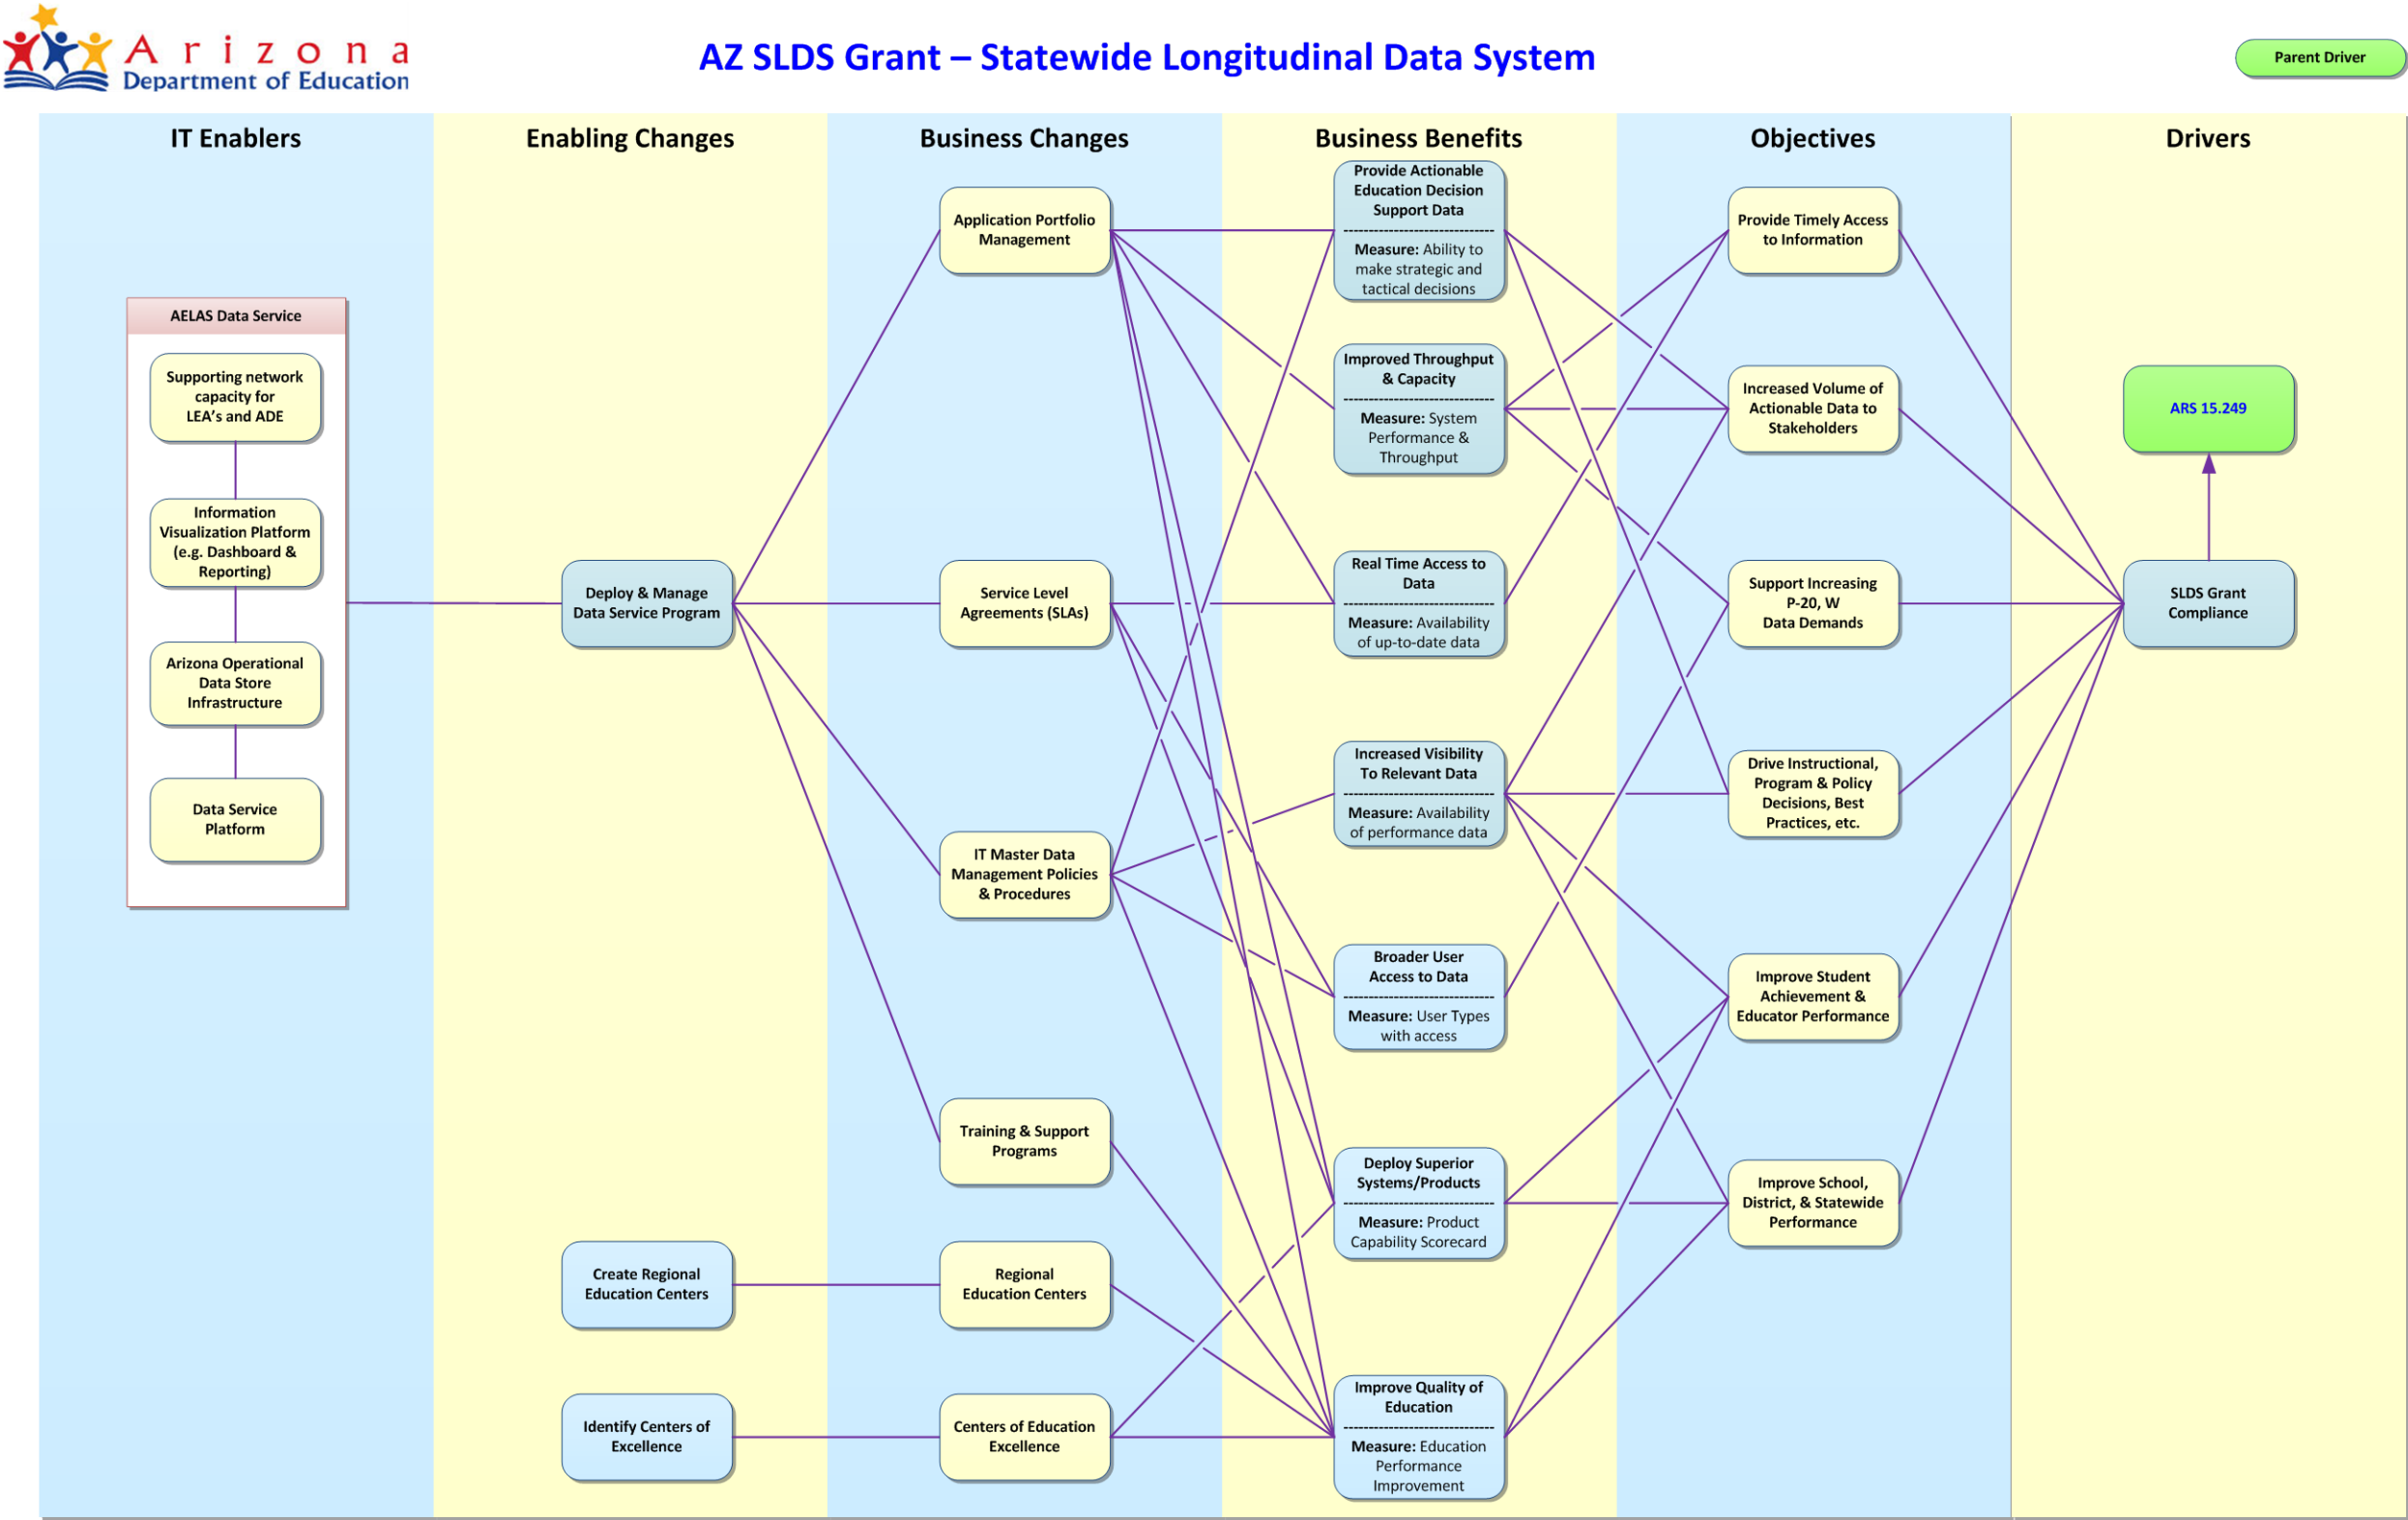 A r i z o n a
Department of Education
AZ SLDS Grant – Statewide Longitudinal Data System
Parent Driver
IT Enablers
Enabling Changes
Business Changes
Business Benefits
Objectives
Drivers
AELAS Data Service
Supporting network
capacity for
LEA's and ADE
Information
Visualization Platform
(e.g. Dashboard &
Reporting)
Arizona Operational
Data Store
Infrastructure
Data Service
Platform
Deploy & Manage
Data Service Program
Create Regional
Education Centers
Identify Centers of
Excellence
Application Portfolio
Management
Service Level
Agreements (SLAs)
IT Master Data
Management Policies
& Procedures
Training & Support
Programs
Regional
Education Centers
Centers of Education
Excellence
Provide Actionable
Education Decision
Support Data
------------------------------
Measure: Ability to
make strategic and
tactical decisions
Improved Throughput
& Capacity
------------------------------
Measure: System
Performance &
Throughput
Real Time Access to
Data
------------------------------
Measure: Availability
of up-to-date data
Increased Visibility
To Relevant Data
------------------------------
Measure: Availability
of performance data
Broader User
Access to Data
------------------------------
Measure: User Types
with access
Deploy Superior
Systems/Products
------------------------------
Measure: Product
Capability Scorecard
Improve Quality of
Education
------------------------------
Measure: Education
Performance
Improvement
Provide Timely Access
to Information
Increased Volume of
Actionable Data to
Stakeholders
Support Increasing
P-20, W
Data Demands
Drive Instructional,
Program & Policy
Decisions, Best
Practices, etc.
Improve Student
Achievement &
Educator Performance
Improve School,
District, & Statewide
Performance
ARS 15.249
SLDS Grant
Compliance